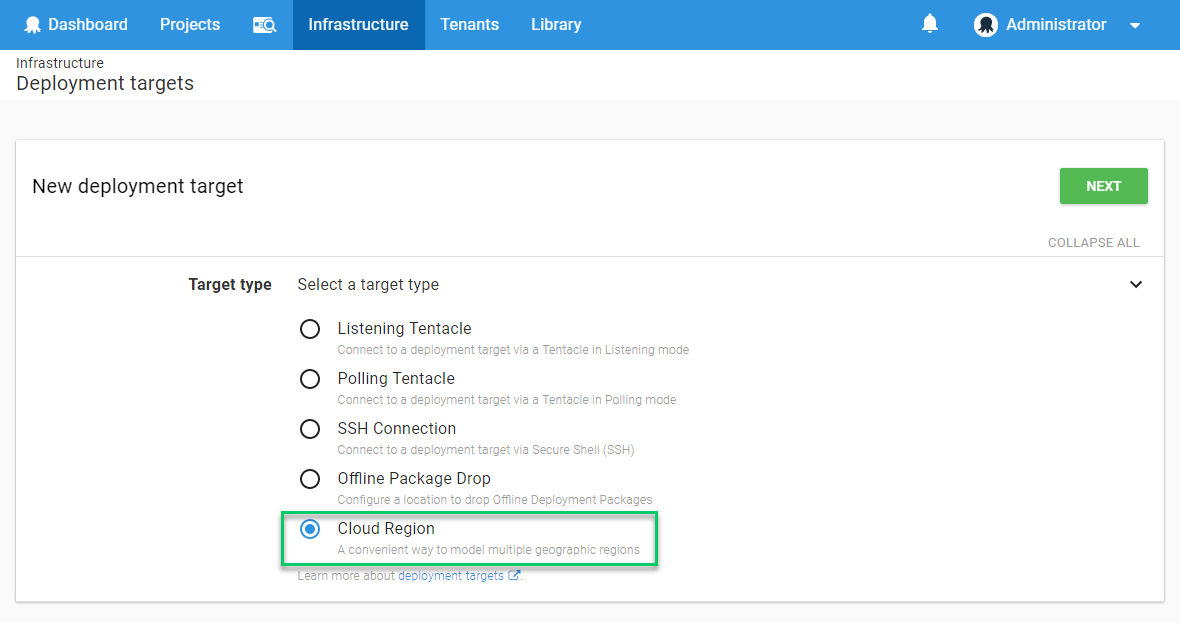 Dashboard Projects Infrastructure Tenants Library Administrator
Infrastructure
Deployment targets
New deployment target
NEXT
COLLAPSE ALL
Target type Select a target type
Listening Tentacle
Connect to a deployment target via a Tentacle in Listening mode
Polling Tentacle
Connect to a deployment target via a Tentacle in Polling mode
SSH Connection
Connect to a deployment target via Secure Shell (SSH)
Offline Package Drop
Configure a location to drop Offline Deployment Packages
Cloud Region
A convenient way to model multiple geographic regions
Learn more about deployment targets.